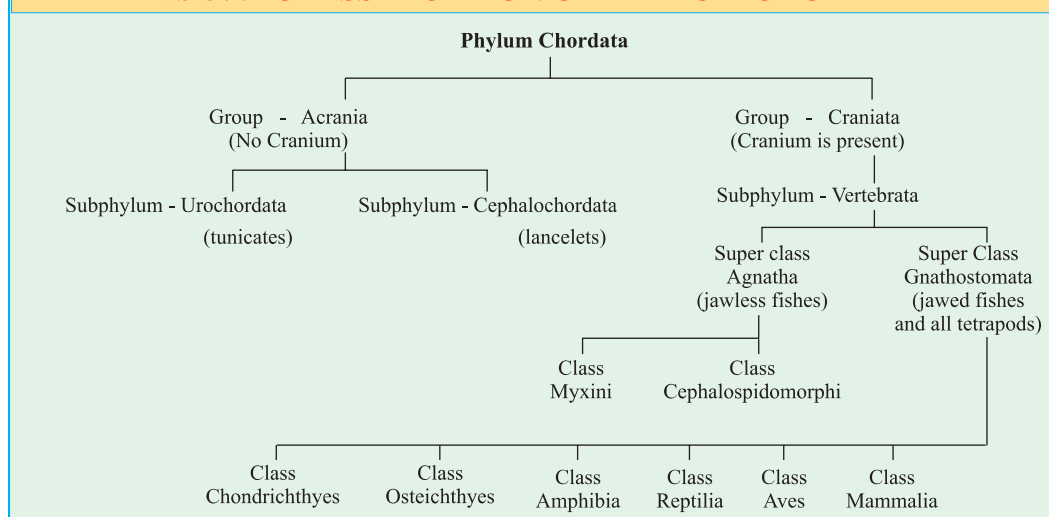 Phylum Chordata
Group - Acrania
(No Cranium)
Group - Craniata
(Cranium is present)
Subphylum - Urochordata
(tunicates)
Subphylum - Cephalochordata
(lancelets)
Subphylum - Vertebrata
Super class
Agnatha
(jawless fishes)
Super Class
Gnathostomata
(jawed fishes
and all tetrapods)
Class
Myxini
Class
Cephalospidomorphi
Class
Chondrichthyes
Class
Osteichthyes
Class
Amphibia
Class
Reptilia
Class
Aves
Class
Mammalia